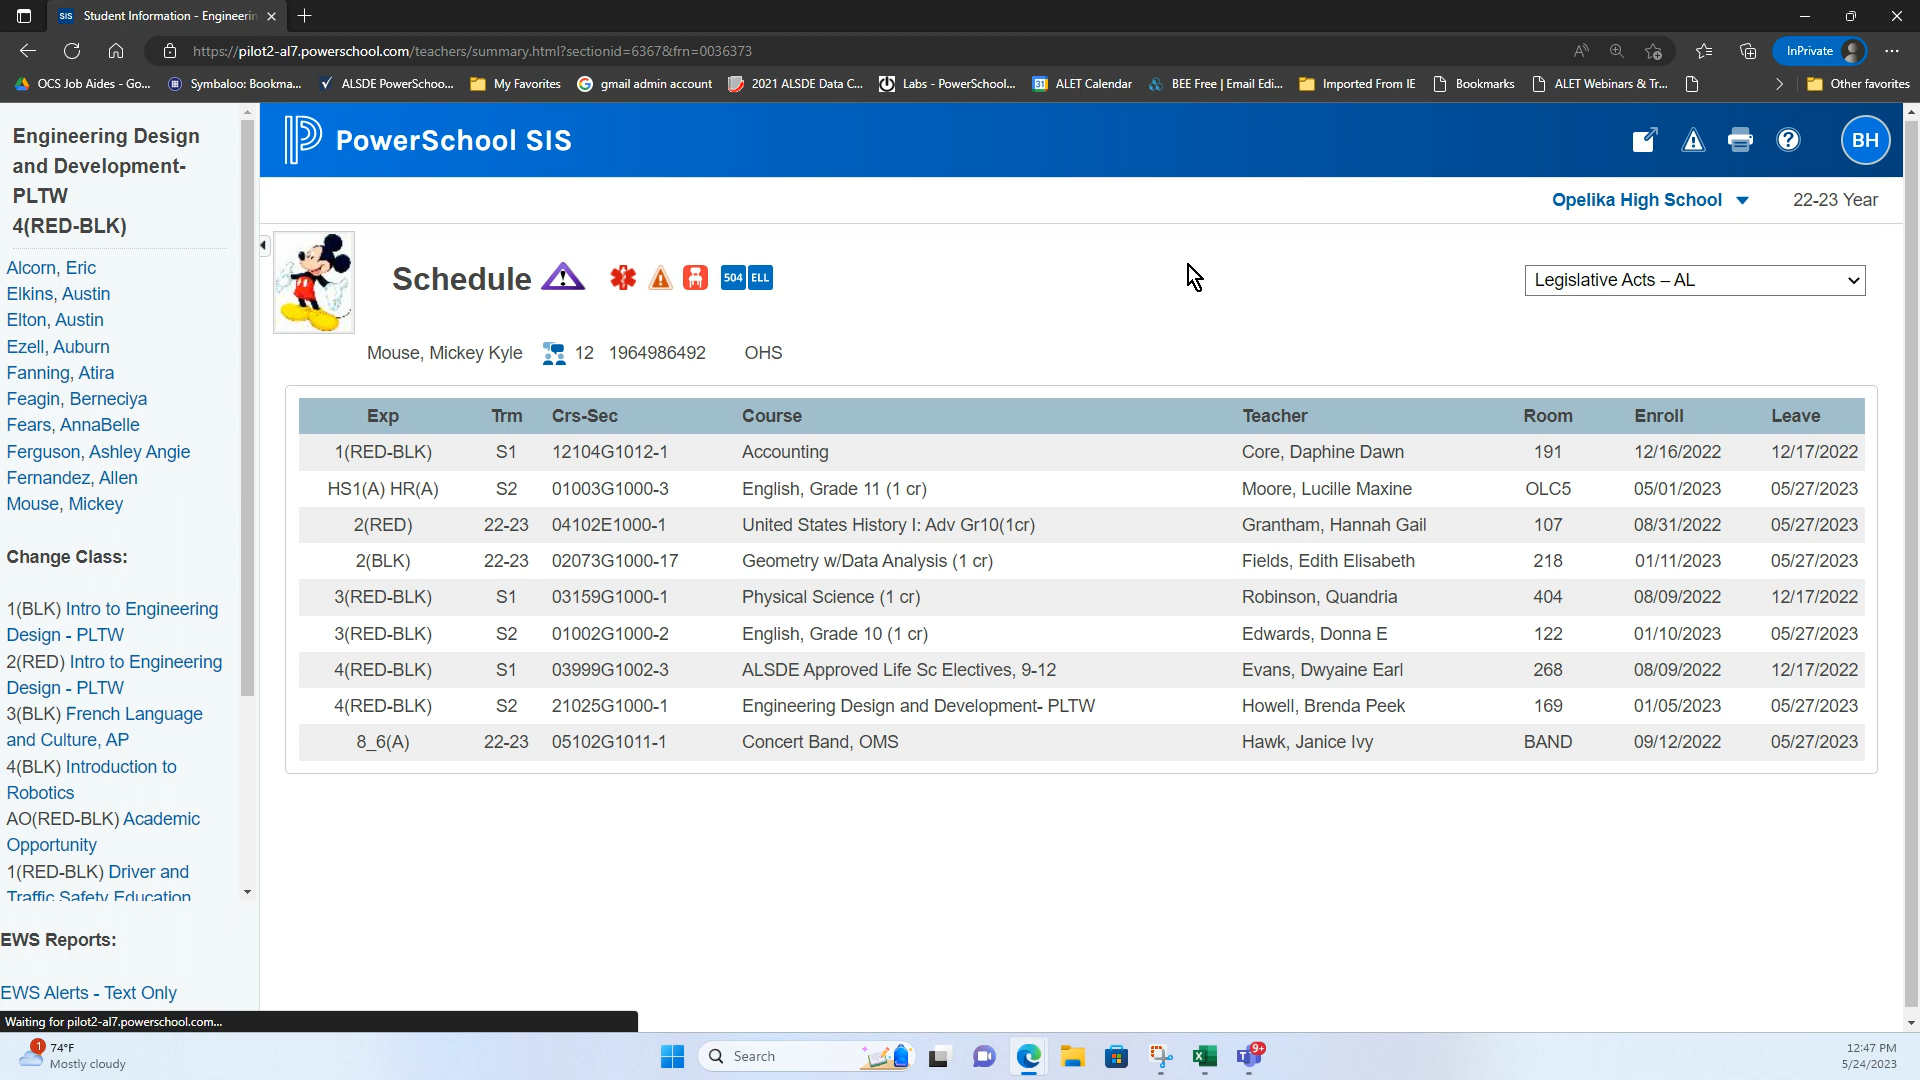 SIS Student Information - Engineerin
https://pilot2-al7.powerschool.com/teachers/summary.html?sectionid=6367&frn=0036373
InPrivate
OCS Job Aides - Go... Symbaloo: Bookma... ALSDE PowerSchoo... My Favorites gmail admin account 2021 ALSDE Data C... Labs - PowerSchool... 31 ALET Calendar BEE Free | Email Edi... Imported From IE Bookmarks ALET Webinars & Tr... Other favorites
Engineering Design
and Development-
PLTW
4(RED-BLK)
Alcorn, Eric
Elkins, Austin
Elton, Austin
Ezell, Auburn
Fanning, Atira
Feagin, Berneciya
Fears, AnnaBelle
Ferguson, Ashley Angie
Fernandez, Allen
Mouse, Mickey
Change Class:
1(BLK) Intro to Engineering
Design - PLTW
2(RED) Intro to Engineering
Design - PLTW
3(BLK) French Language
and Culture, AP
4(BLK) Introduction to
Robotics
AO(RED-BLK) Academic
Opportunity
1(RED-BLK) Driver and
Traffic Safety Education
EWS Reports:
EWS Alerts - Text Only
Waiting for pilot2-al7.powerschool.com...
PowerSchool SIS
BH
Opelika High School 22-23 Year
Schedule 504 ELL
Legislative Acts – AL
Mouse, Mickey Kyle 12 1964986492 OHS
Exp Trm Crs-Sec Course Teacher Room Enroll Leave
1(RED-BLK) S1 12104G1012-1 Accounting Core, Daphine Dawn 191 12/16/2022 12/17/2022
HS1(A) HR(A) S2 01003G1000-3 English, Grade 11 (1 cr) Moore, Lucille Maxine OLC5 05/01/2023 05/27/2023
2(RED) 22-23 04102E1000-1 United States History I: Adv Gr10(1cr) Grantham, Hannah Gail 107 08/31/2022 05/27/2023
2(BLK) 22-23 02073G1000-17 Geometry w/Data Analysis (1 cr) Fields, Edith Elisabeth 218 01/11/2023 05/27/2023
3(RED-BLK) S1 03159G1000-1 Physical Science (1 cr) Robinson, Quandria 404 08/09/2022 12/17/2022
3(RED-BLK) S2 01002G1000-2 English, Grade 10 (1 cr) Edwards, Donna E 122 01/10/2023 05/27/2023
4(RED-BLK) S1 03999G1002-3 ALSDE Approved Life Sc Electives, 9-12 Evans, Dwyaine Earl 268 08/09/2022 12/17/2022
4(RED-BLK) S2 21025G1000-1 Engineering Design and Development- PLTW Howell, Brenda Peek 169 01/05/2023 05/27/2023
8_6(A) 22-23 05102G1011-1 Concert Band, OMS Hawk, Janice Ivy BAND 09/12/2022 05/27/2023
1 74°F
Mostly cloudy
Search
9+
12:47 PM
5/24/2023